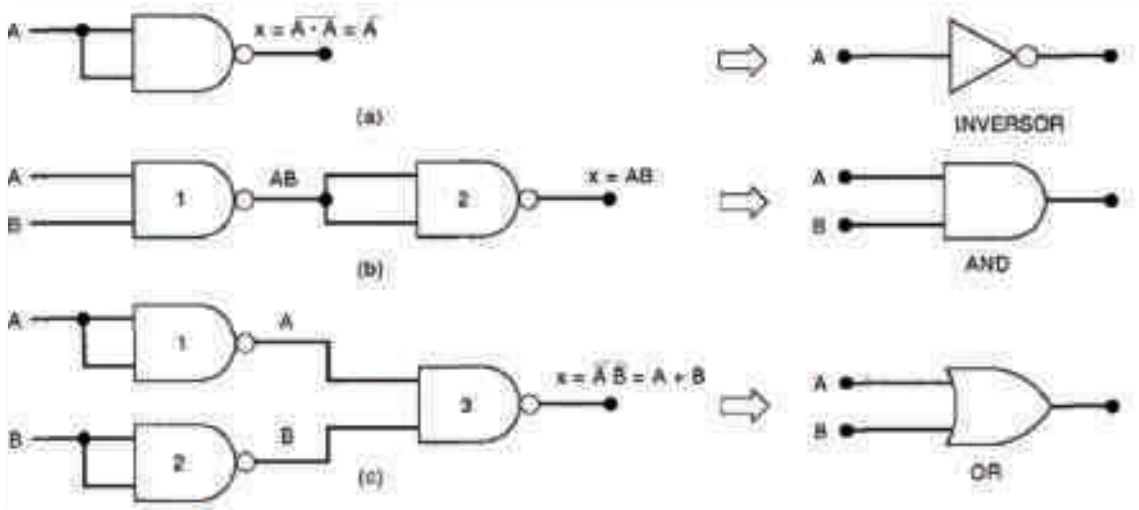 A
x = A̅ ̅·̅ ̅A̅ = A̅
A
(a)
INVERSOR
A
B
1
AB
2
x = AB
A
B
(b)
AND
A
1
A
B
2
B
3
x = A̅ B̅ = A + B
(c)
A
B
OR